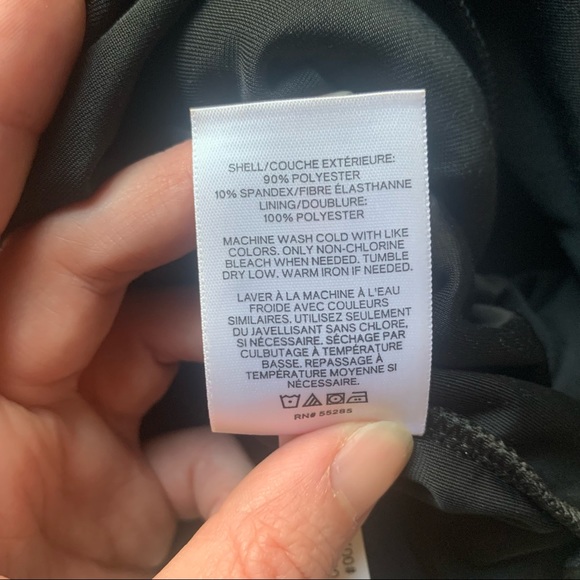 SHELL/COUCHE EXTÉRIEURE:
90% POLYESTER
10% SPANDEX/FIBRE ÉLASTHANNE
LINING/DOUBLURE:
100% POLYESTER
MACHINE WASH COLD WITH LIKE
COLORS. ONLY NON-CHLORINE
BLEACH WHEN NEEDED. TUMBLE
DRY LOW. WARM IRON IF NEEDED.
LAVER À LA MACHINE À L'EAU
FROIDE AVEC COULEURS
SIMILAIRES. UTILISEZ SEULEMENT
DU JAVELLISANT SANS CHLORE,
SI NÉCESSAIRE. SÉCHAGE PAR
CULBUTAGE À TEMPÉRATURE
BASSE. REPASSAGE À
TEMPÉRATURE MOYENNE SI
NÉCESSAIRE.
RN# 55285